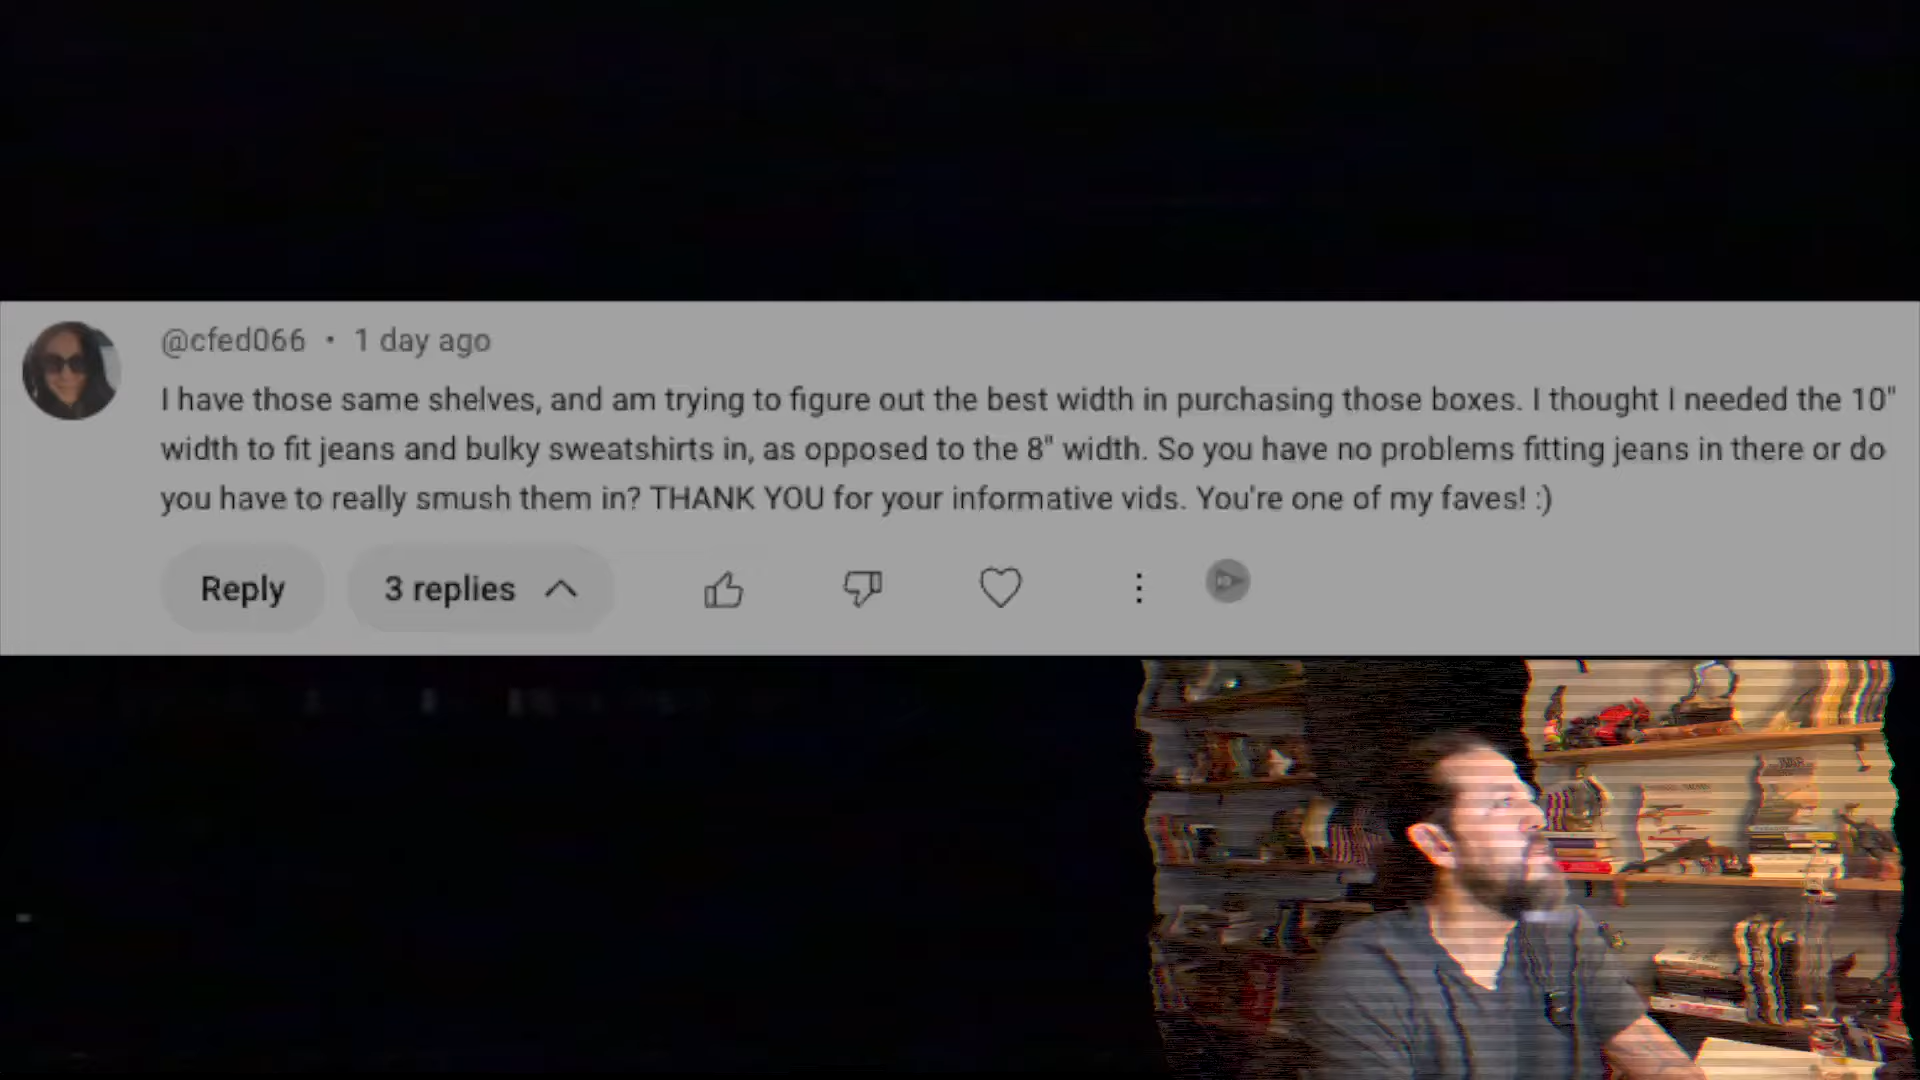 @cfed066 • 1 day ago
I have those same shelves, and am trying to figure out the best width in purchasing those boxes. I thought I needed the 10"
width to fit jeans and bulky sweatshirts in, as opposed to the 8" width. So you have no problems fitting jeans in there or do
you have to really smush them in? THANK YOU for your informative vids. You're one of my faves! :)
Reply 3 replies